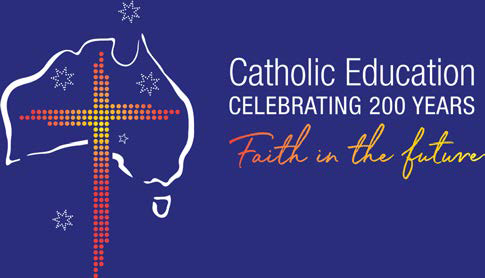 Catholic Education
CELEBRATING 200 YEARS
Faith in the future